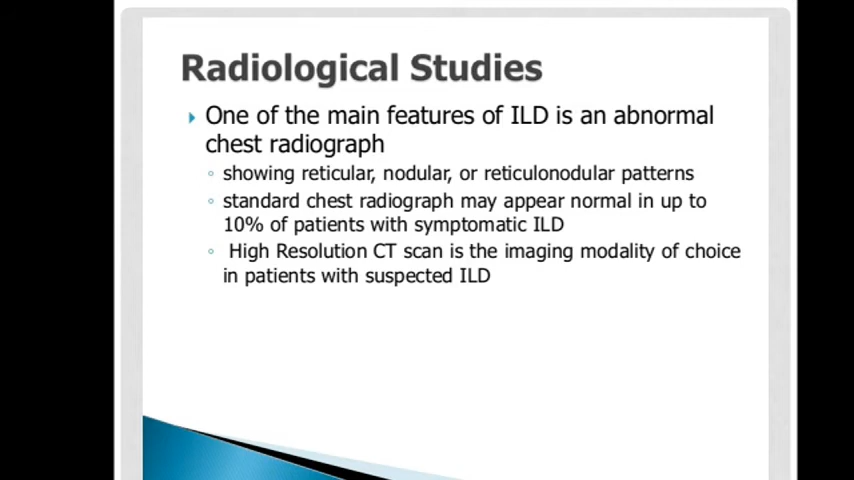 Radiological Studies
One of the main features of ILD is an abnormal
chest radiograph
showing reticular, nodular, or reticulonodular patterns
standard chest radiograph may appear normal in up to
10% of patients with symptomatic ILD
High Resolution CT scan is the imaging modality of choice
in patients with suspected ILD